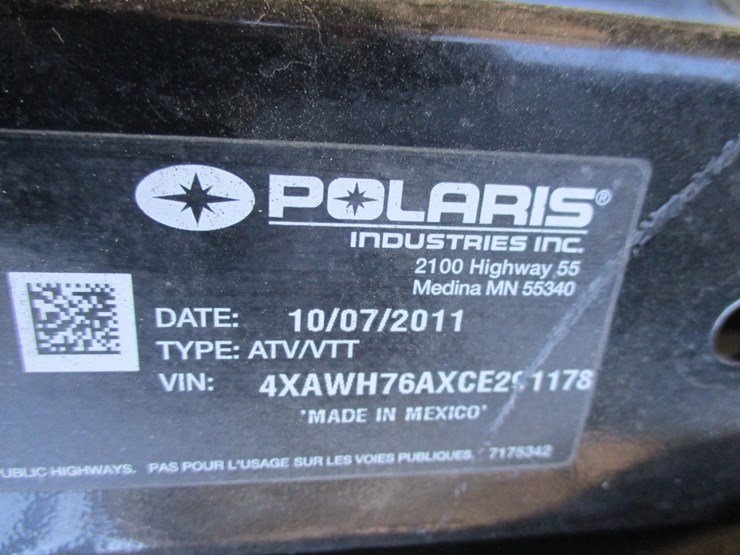 POLARIS®
INDUSTRIES INC.
2100 Highway 55
Medina MN 55340
DATE: 10/07/2011
TYPE: ATV/VTT
VIN:
'MADE IN MEXICO'
HIGHWAYS. PAS POUR L'USAGE SUR LES VOIES PUBLIQUES. 7175342